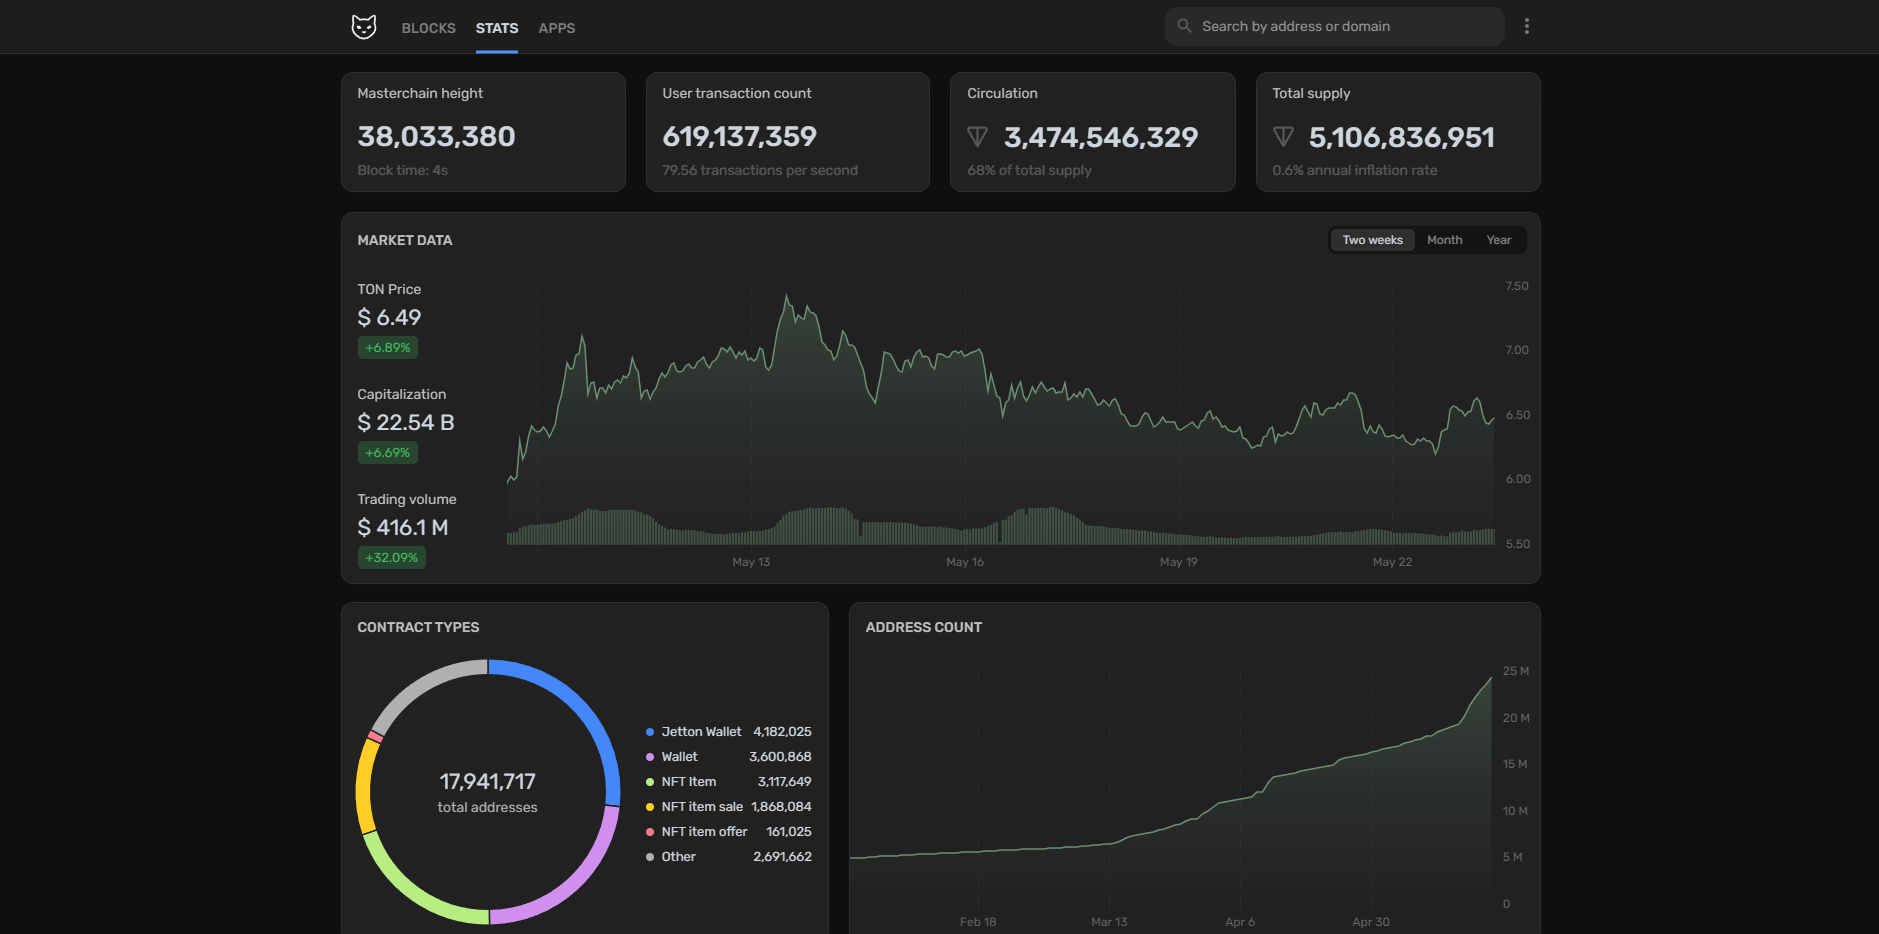 BLOCKS STATS APPS
Search by address or domain
Masterchain height
38,033,380
Block time: 4s
User transaction count
619,137,359
79.56 transactions per second
Circulation
3,474,546,329
68% of total supply
Total supply
5,106,836,951
0.6% annual inflation rate
MARKET DATA
Two weeks Month Year
TON Price
$ 6.49
+6.89%
Capitalization
$ 22.54 B
+6.69%
Trading volume
$ 416.1 M
+32.09%
7.50
7.00
6.50
6.00
5.50
May 13 May 16 May 19 May 22
CONTRACT TYPES
17,941,717
total addresses
Jetton Wallet 4,182,025
Wallet 3,600,868
NFT Item 3,117,649
NFT item sale 1,868,084
NFT item offer 161,025
Other 2,691,662
ADDRESS COUNT
25 M
20 M
15 M
10 M
5 M
0
Feb 18 Mar 13 Apr 6 Apr 30